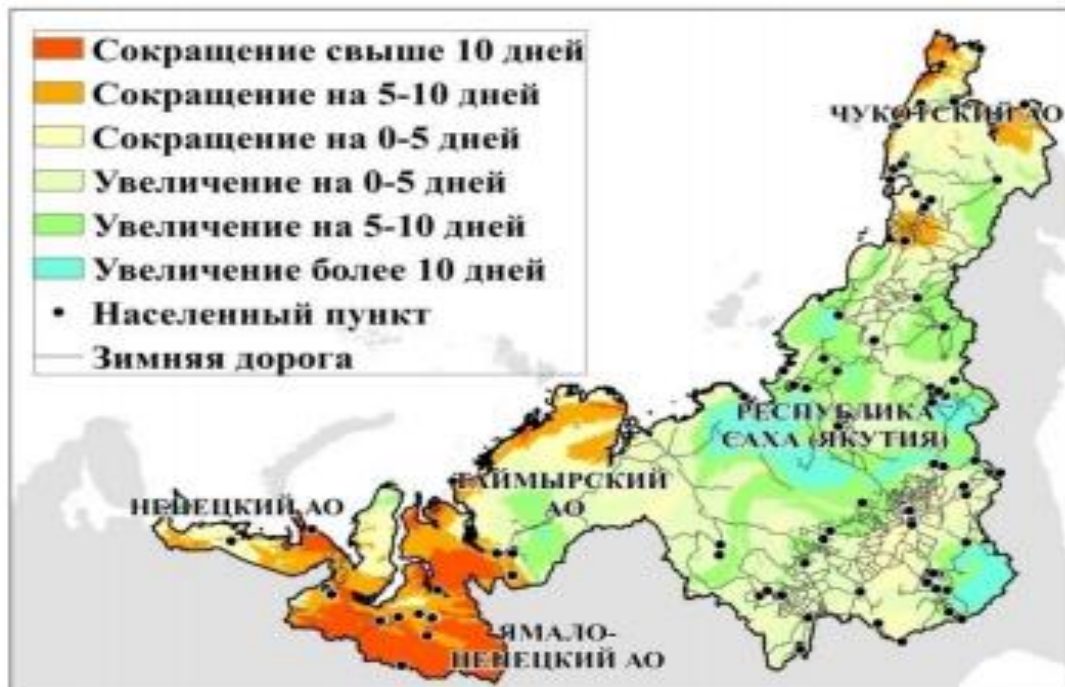 Сокращение свыше 10 дней
Сокращение на 5-10 дней
Сокращение на 0-5 дней
Увеличение на 0-5 дней
Увеличение на 5-10 дней
Увеличение более 10 дней
Населенный пункт
Зимняя дорога
ЧУКОТСКИЙ АО
РЕСПУБЛИКА
САХА (ЯКУТИЯ)
ТАЙМЫРСКИЙ
АО
НЕНЕЦКИЙ АО
ЯМАЛО-
НЕНЕЦКИЙ АО